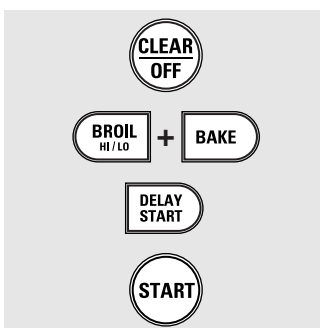 CLEAR
OFF
BROIL
HI / LO
+
BAKE
DELAY
START
START